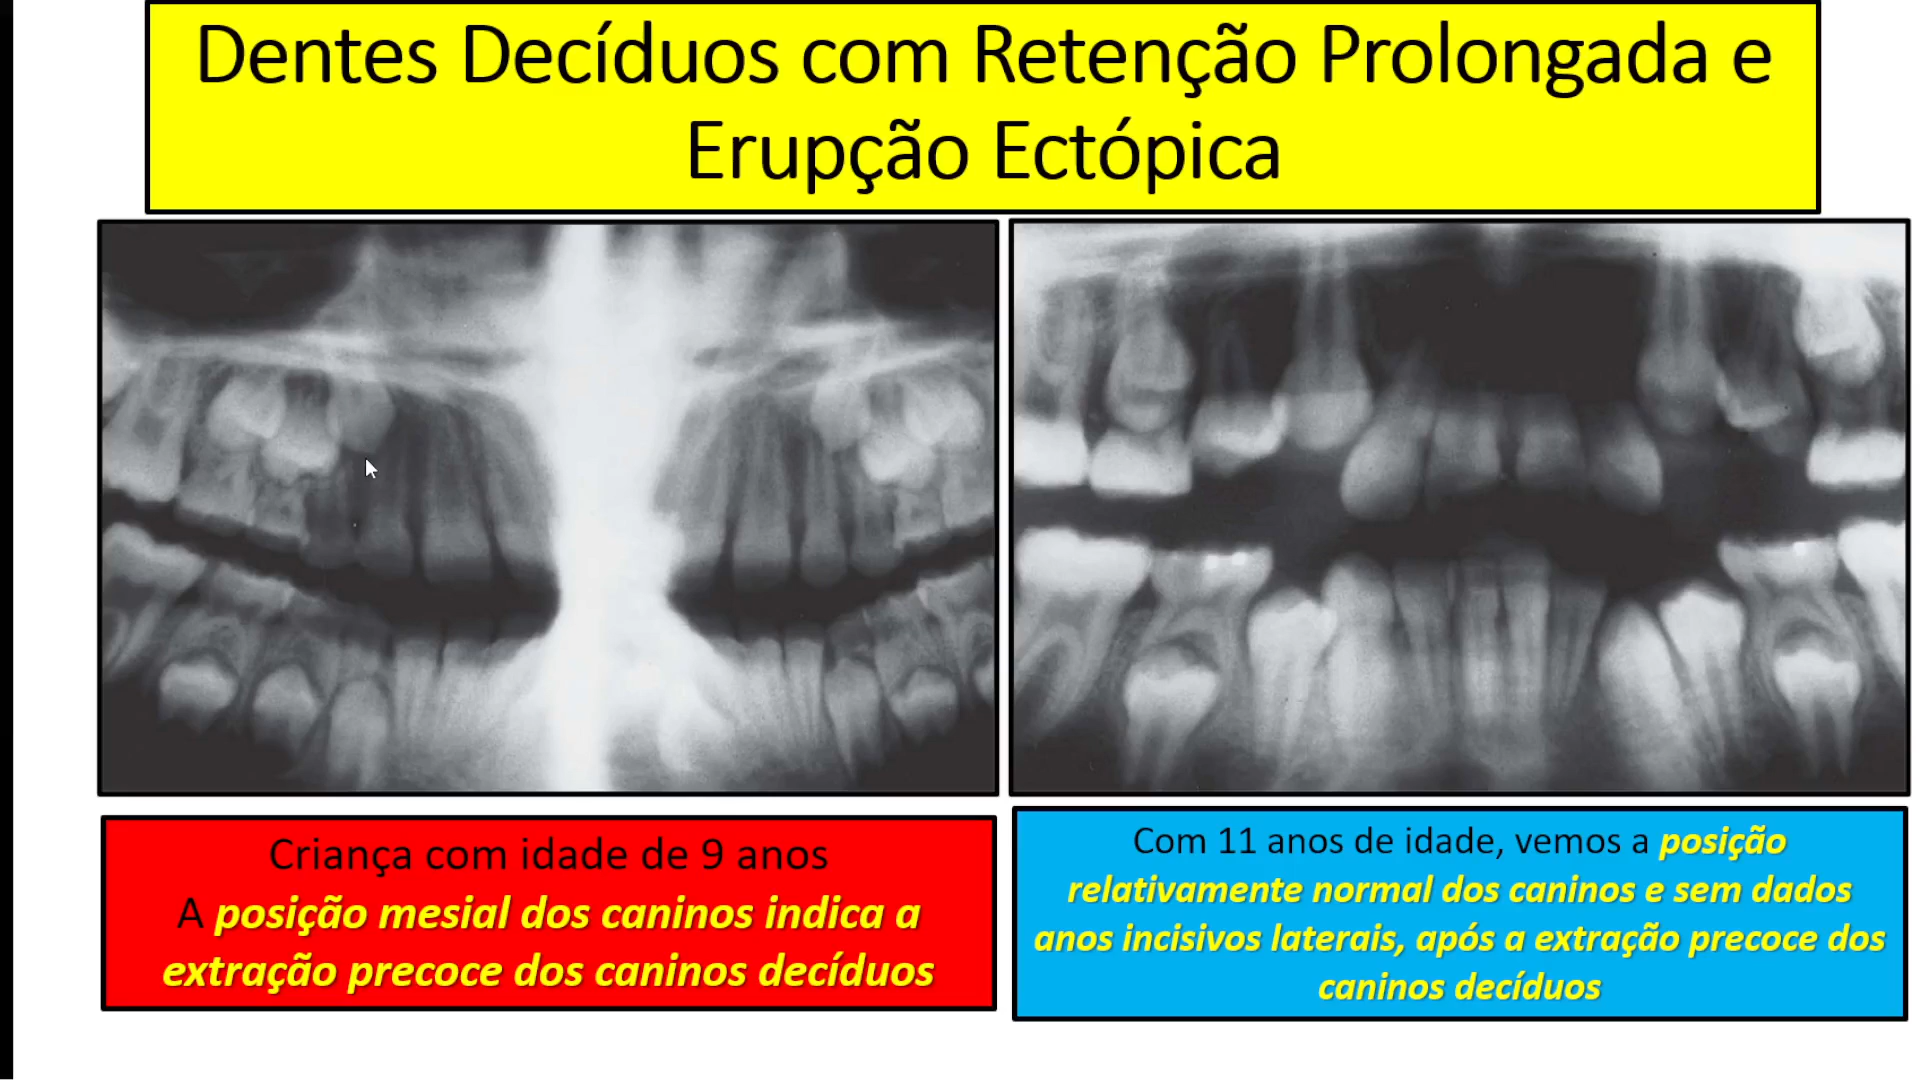 Dentes Decíduos com Retenção Prolongada e
Erupção Ectópica
Criança com idade de 9 anos
A posição mesial dos caninos indica a
extração precoce dos caninos decíduos
Com 11 anos de idade, vemos a posição
relativamente normal dos caninos e sem dados
anos incisivos laterais, após a extração precoce dos
caninos decíduos